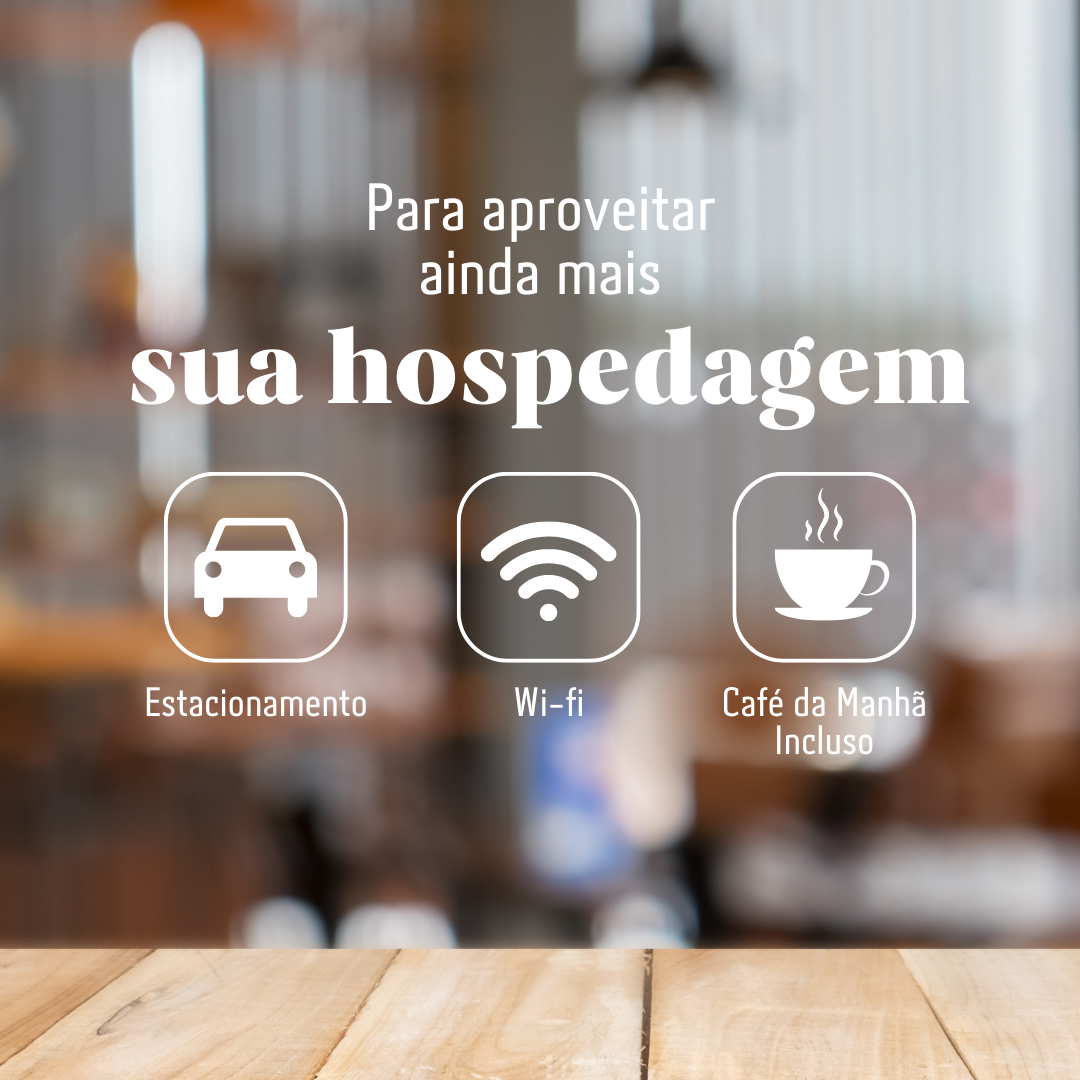 Para aproveitar
ainda mais
sua hospedagem
Estacionamento
Wi-fi
Café da Manhã
Incluso